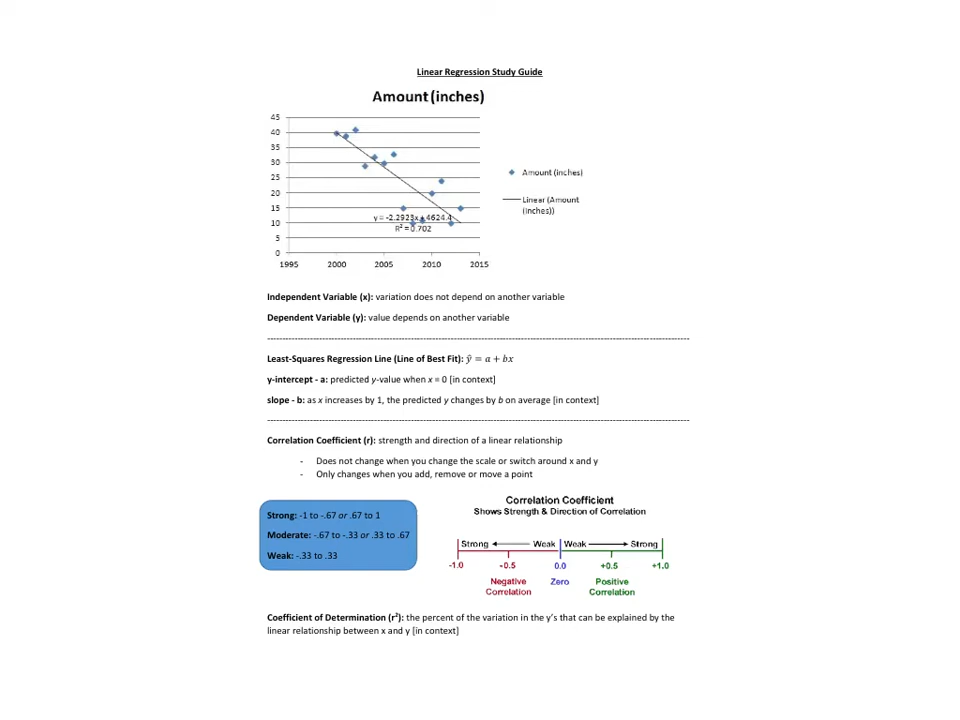 Linear Regression Study Guide
Amount (inches)
45
40
35
30
25
20
15
10
5
0
1995 2000 2005 2010 2015
y = -2.2923x + 4624.4
R² = 0.702
Amount (inches)
Linear (Amount
(inches))
Independent Variable (x): variation does not depend on another variable
Dependent Variable (y): value depends on another variable
Least-Squares Regression Line (Line of Best Fit): ŷ = a + bx
y-intercept - a: predicted y-value when x = 0 [in context]
slope - b: as x increases by 1, the predicted y changes by b on average [in context]
Correlation Coefficient (r): strength and direction of a linear relationship
- Does not change when you change the scale or switch around x and y
- Only changes when you add, remove or move a point
Strong: -1 to -.67 or .67 to 1
Moderate: -.67 to -.33 or .33 to .67
Weak: -.33 to .33
Correlation Coefficient
Shows Strength & Direction of Correlation
Strong Weak Weak Strong
-1.0 -0.5 0.0 +0.5 +1.0
Negative Zero Positive
Correlation Correlation
Coefficient of Determination (r²): the percent of the variation in the y's that can be explained by the
linear relationship between x and y [in context]